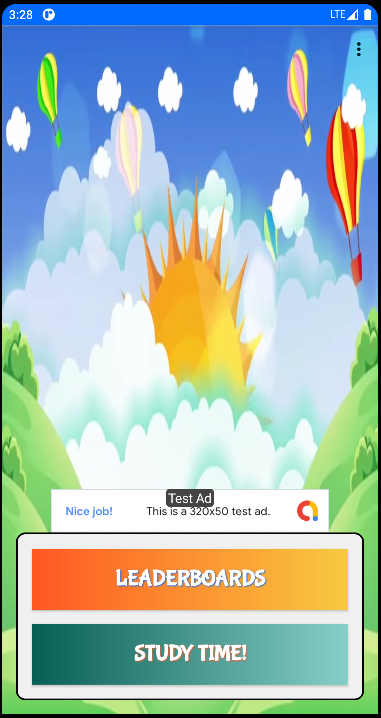 3:28
LTE
Test Ad
Nice job!
This is a 320x50 test ad.
LEADERBOARDS
STUDY TIME!